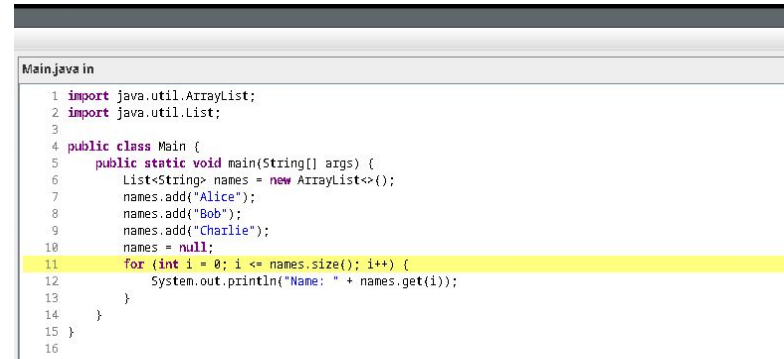 Main.java in
1 import java.util.ArrayList;
2 import java.util.List;
3
4 public class Main {
5     public static void main(String[] args) {
6         List<String> names = new ArrayList<>();
7         names.add("Alice");
8         names.add("Bob");
9         names.add("Charlie");
10         names = null;
11         for (int i = 0; i <= names.size(); i++) {
12             System.out.println("Name: " + names.get(i));
13         }
14     }
15 }
16